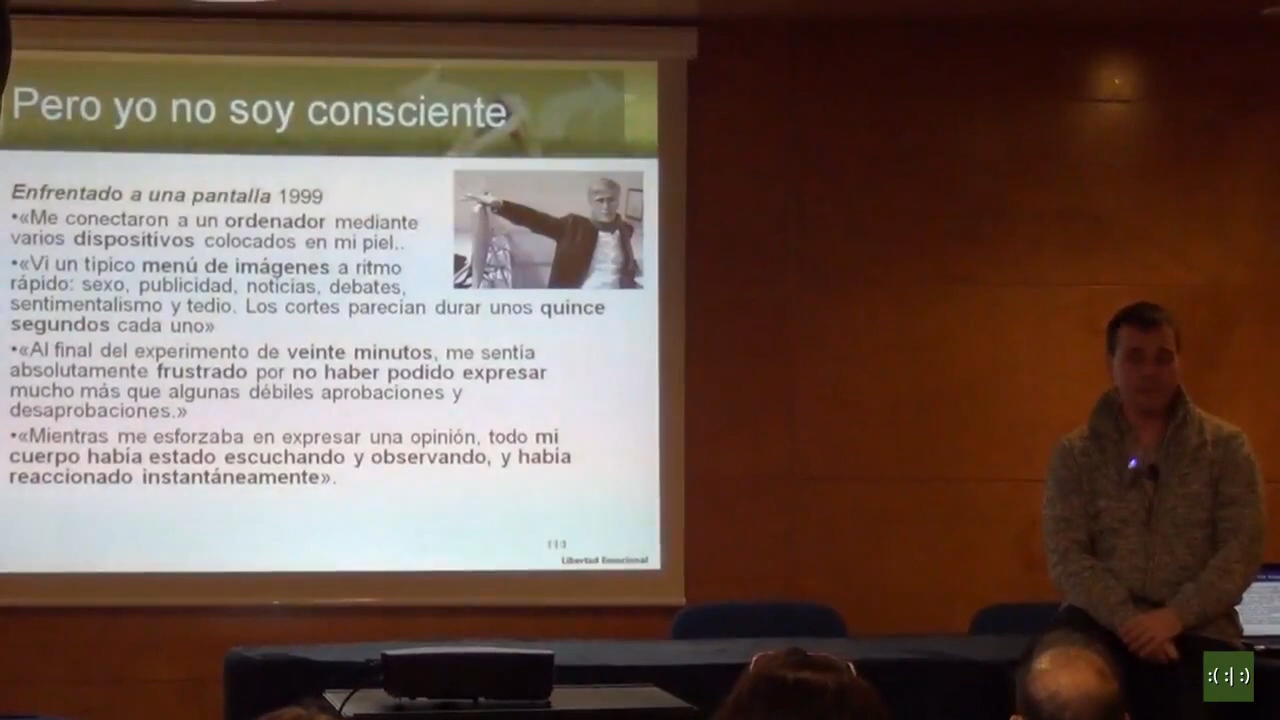 Pero yo no soy consciente
Enfrentado a una pantalla 1999
•«Me conectaron a un ordenador mediante
varios dispositivos colocados en mi piel..
•«Vi un típico menú de imágenes a ritmo
rápido: sexo, publicidad, noticias, debates,
sentimentalismo y tedio. Los cortes parecían durar unos quince
segundos cada uno»
•«Al final del experimento de veinte minutos, me sentía
absolutamente frustrado por no haber podido expresar
mucho más que algunas débiles aprobaciones y
desaprobaciones.»
•«Mientras me esforzaba en expresar una opinión, todo mi
cuerpo había estado escuchando y observando, y había
reaccionado instantáneamente».
Libertad Emocional
:( :| :)